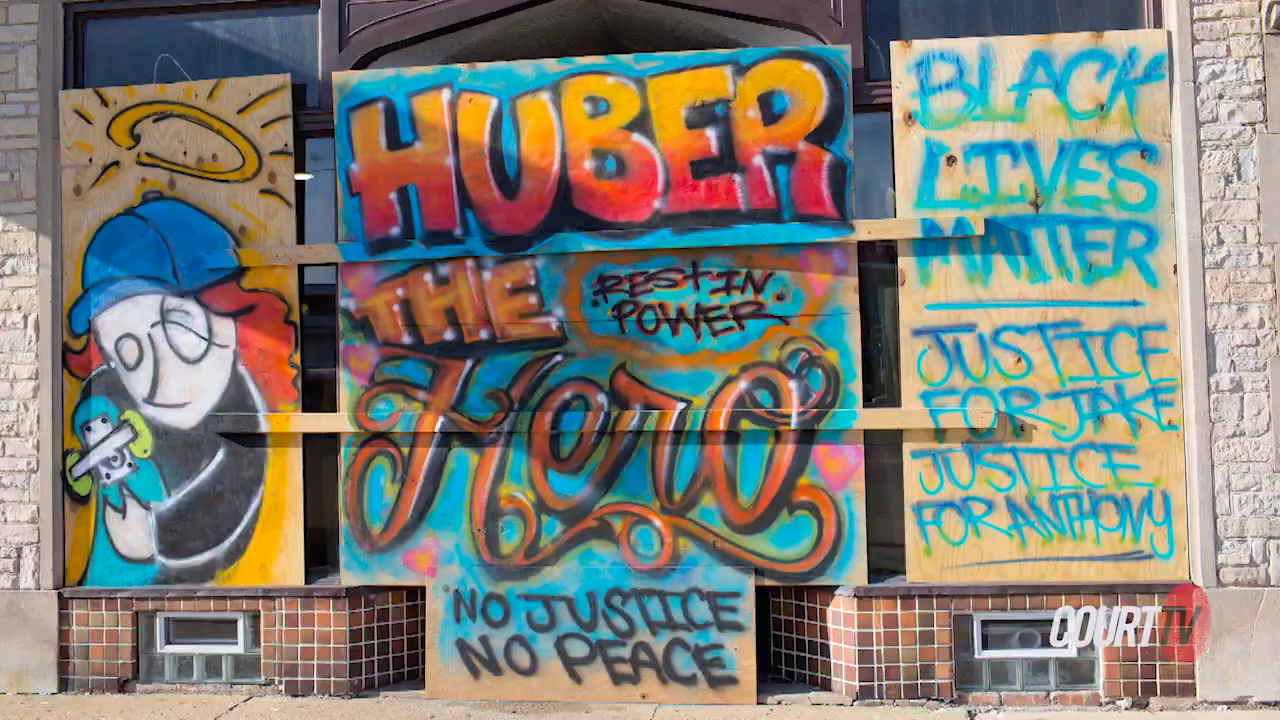 HUBER
THE
REST IN
POWER
Hero
NO JUSTICE
NO PEACE
BLACK
LIVES
MATTER
JUSTICE
FOR JAKE
JUSTICE
FOR ANTHONY
COURT TV